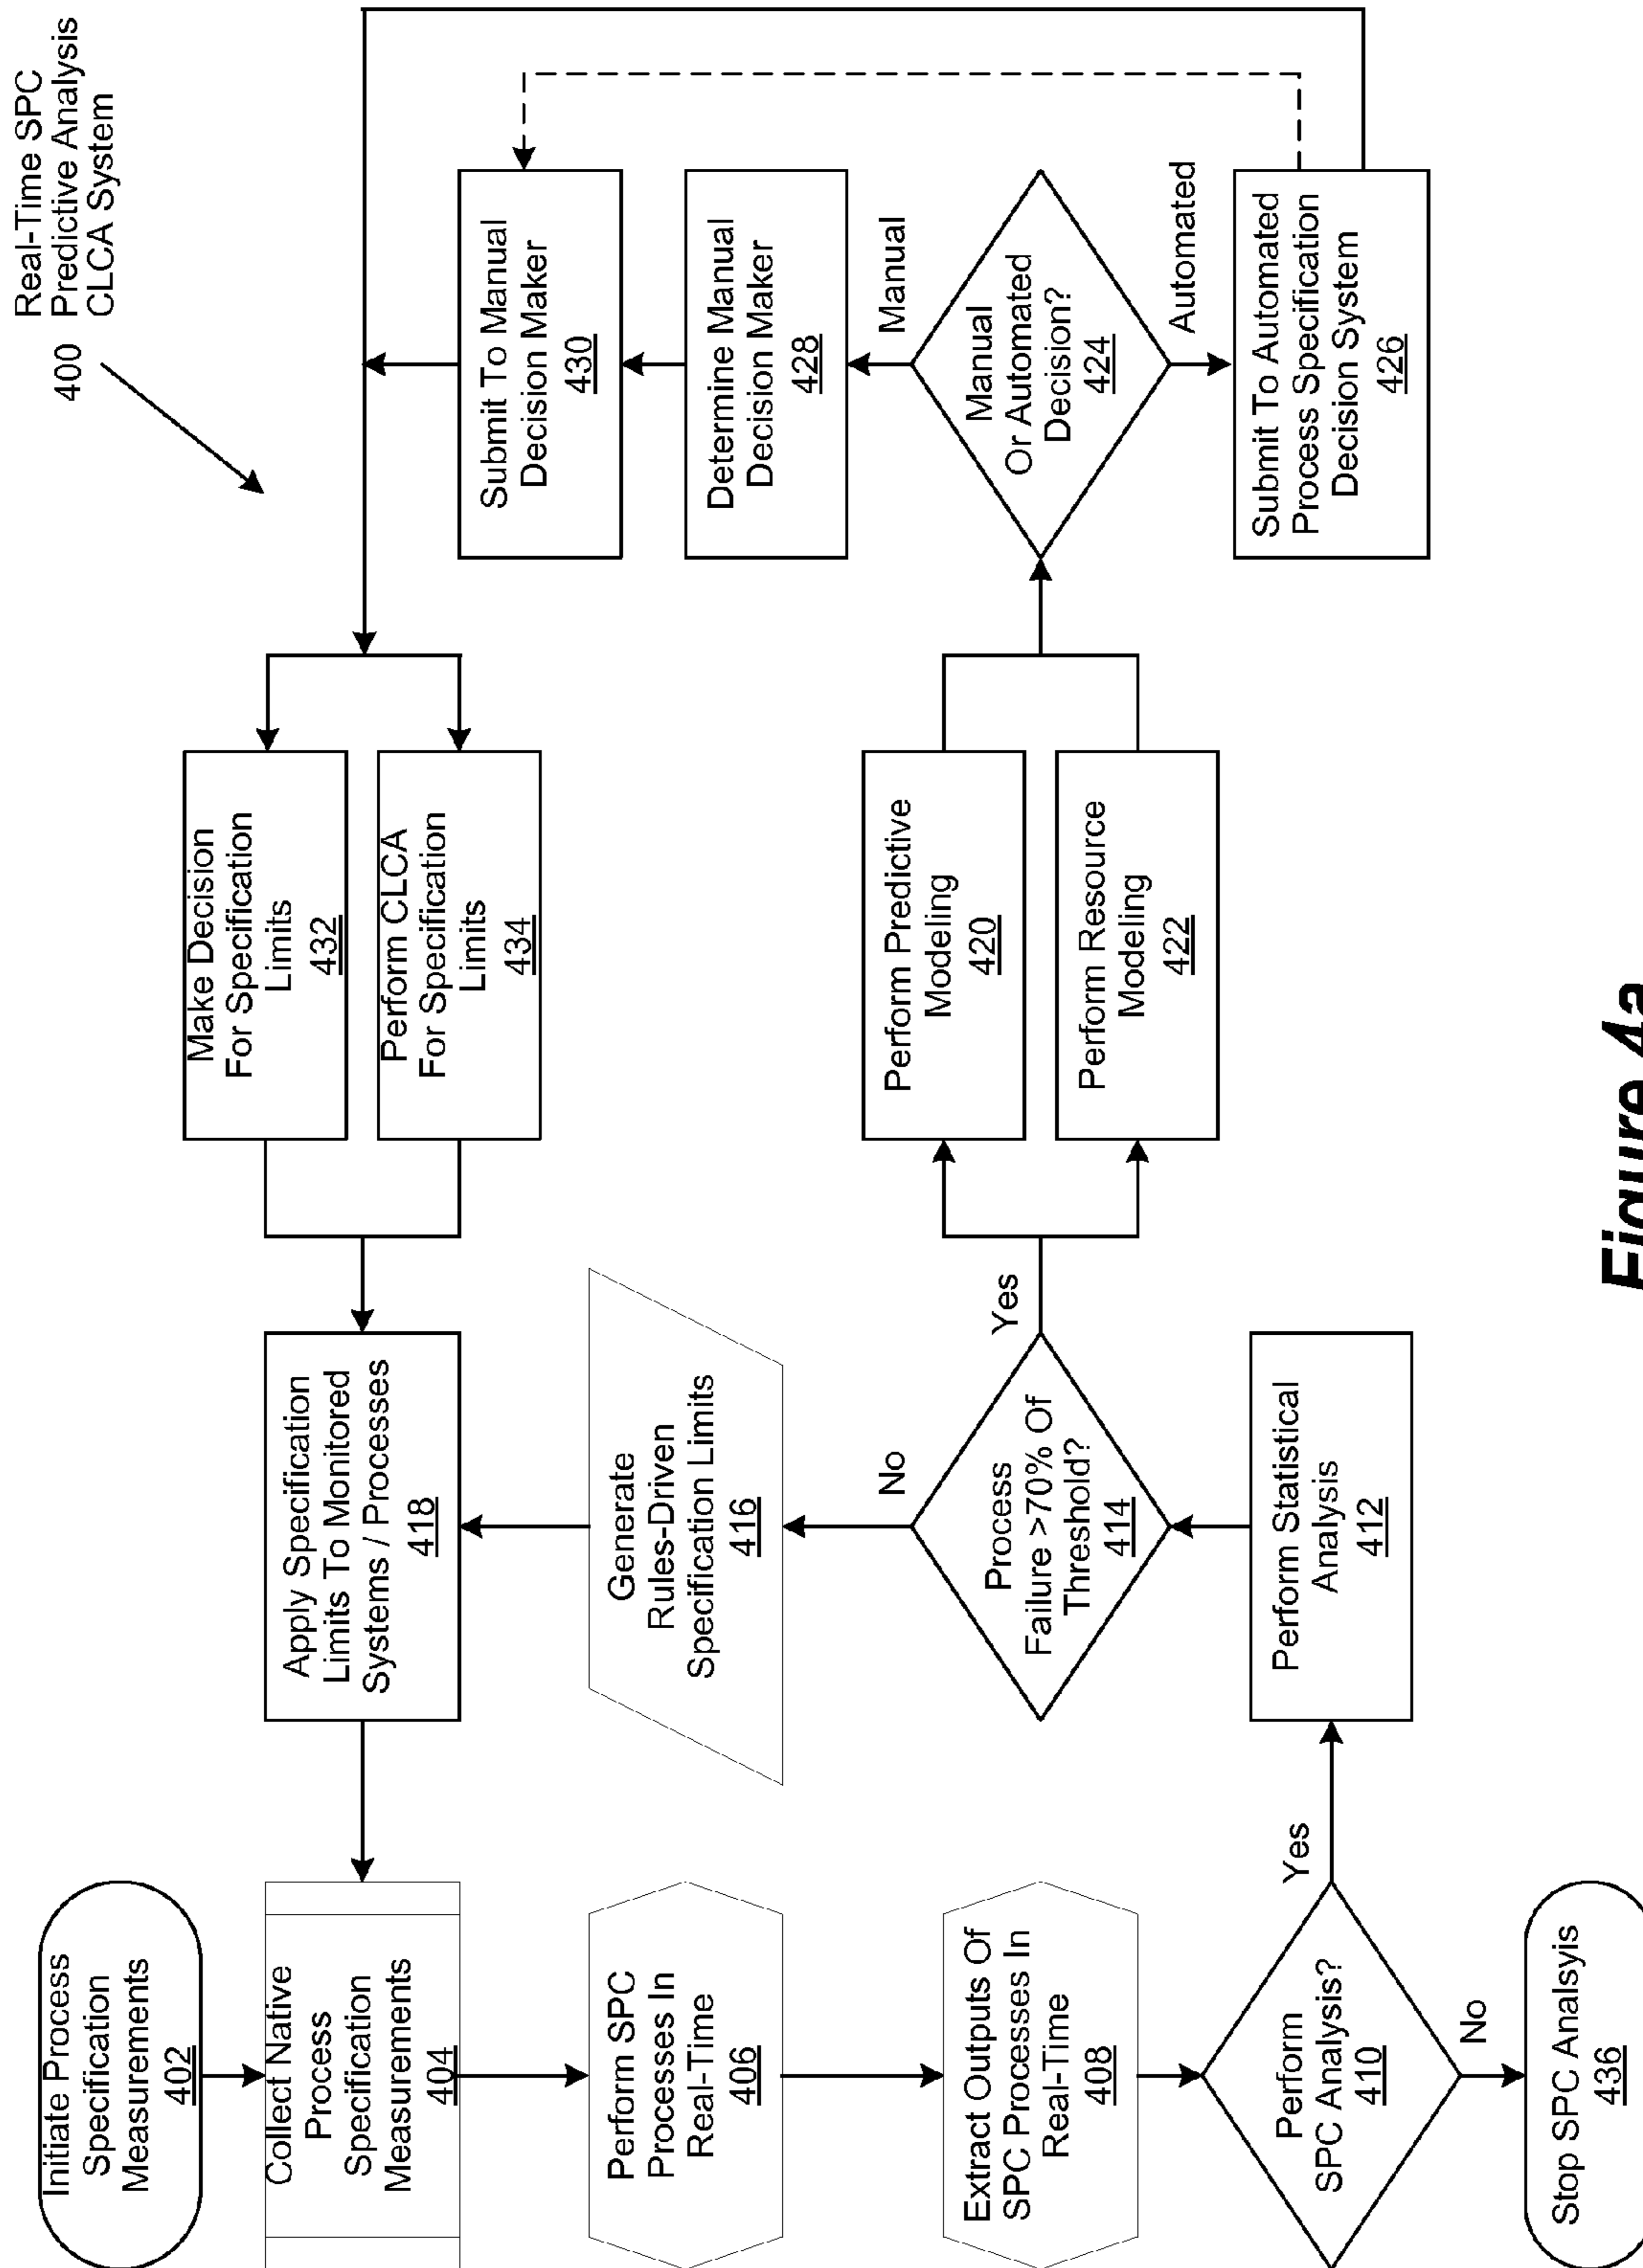 Real-Time SPC
Predictive Analysis
CLCA System
400
Initiate Process
Specification
Measurements
402
Collect Native
Process
Specification
Measurements
404
Perform SPC
Processes In
Real-Time
406
Extract Outputs Of
SPC Processes In
Real-Time
408
Perform
SPC Analysis?
410
Yes
No
Stop SPC Analsyis
436
Perform Statistical
Analysis
412
Process
Failure >70% Of
Threshold?
414
No
Yes
Generate
Rules-Driven
Specification Limits
416
Apply Specification
Limits To Monitored
Systems / Processes
418
Perform Predictive
Modeling
420
Perform Resource
Modeling
422
Manual
Or Automated
Decision?
424
Manual
Automated
Submit To Automated
Process Specification
Decision System
426
Determine Manual
Decision Maker
428
Submit To Manual
Decision Maker
430
Make Decision
For Specification
Limits
432
Perform CLCA
For Specification
Limits
434
Figure 4a